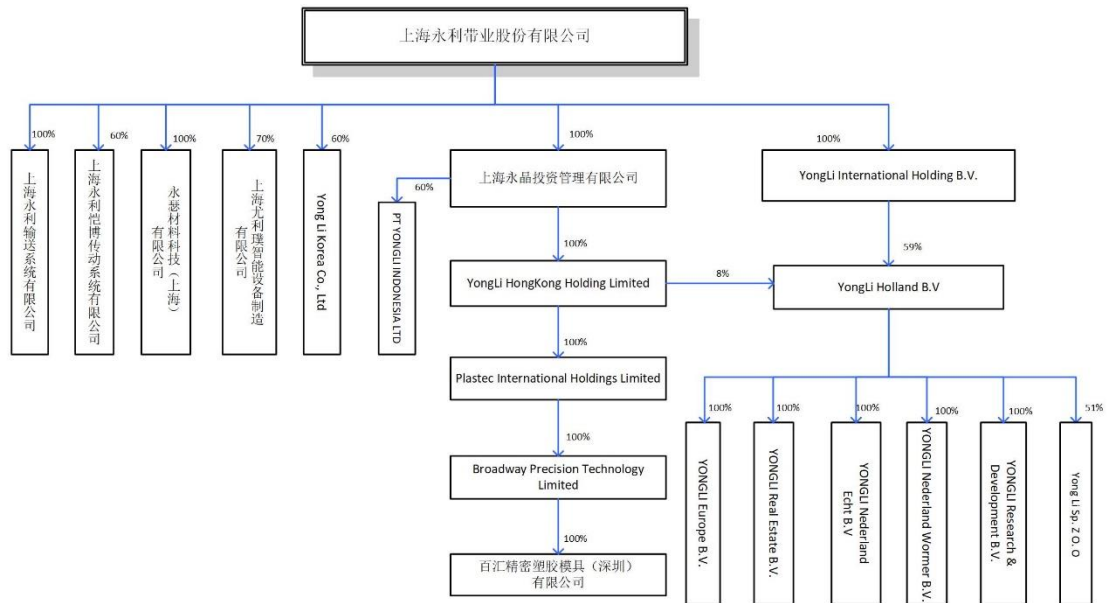 上海永利带业股份有限公司
100%
60%
100%
70%
60%
100%
100%
上海永利输送系统有限公司
上海永利恺博传动系统有限公司
永瑟材料科技（上海）
有限公司
上海尤利璞智能设备制造
有限公司
Yong Li Korea Co., Ltd
上海永晶投资管理有限公司
YongLi International Holding B.V.
60%
PT YONGLI INDONESIA LTD
100%
59%
YongLi HongKong Holding Limited
8%
YongLi Holland B.V
100%
Plastec International Holdings Limited
100%
100%
100%
100%
100%
51%
100%
Broadway Precision Technology
Limited
YONGLI Europe B.V.
YONGLI Real Estate B.V.
YONGLI Nederland
Echt B.V
YONGLI Nederland Wormer B.V.
YONGLI Research &
Development B.V.
Yong Li Sp. Z O. O
100%
百汇精密塑胶模具（深圳）
有限公司